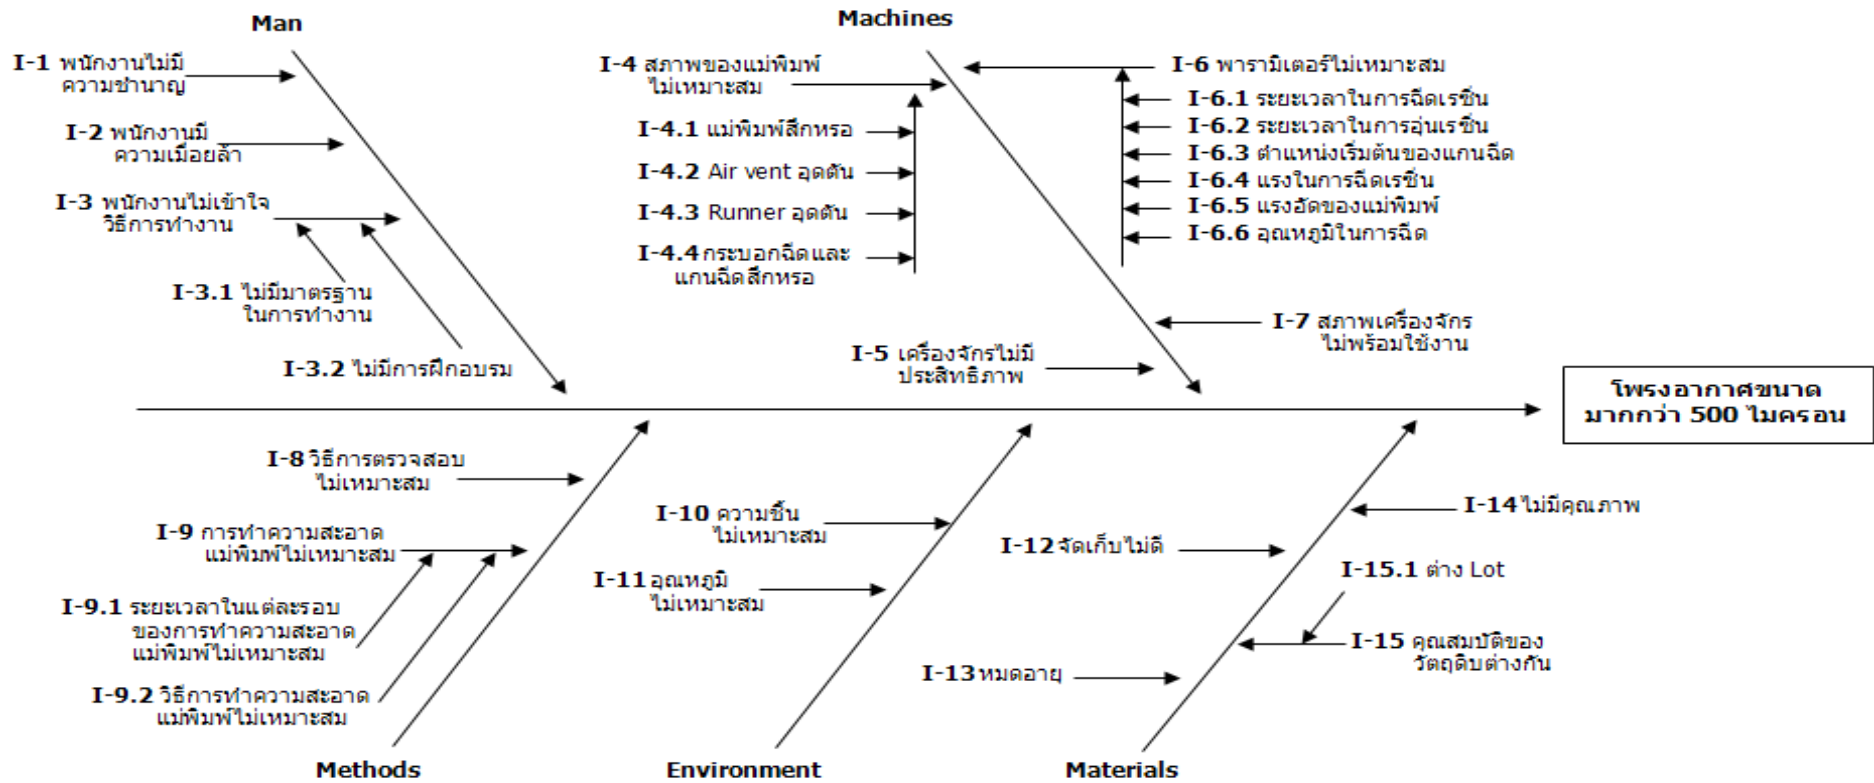 Man
I-1 พนักงานไม่มี
ความชำนาญ
I-2 พนักงานมี
ความเมื่อยล้า
I-3 พนักงานไม่เข้าใจ
วิธีการทำงาน
I-3.1 ไม่มีมาตรฐาน
ในการทำงาน
I-3.2 ไม่มีการฝึกอบรม
Machines
I-4 สภาพของแม่พิมพ์
ไม่เหมาะสม
I-4.1 แม่พิมพ์สึกหรอ
I-4.2 Air vent อุดตัน
I-4.3 Runner อุดตัน
I-4.4 กระบอกฉีดและ
แกนฉีดสึกหรอ
I-6 พารามิเตอร์ไม่เหมาะสม
I-6.1 ระยะเวลาในการฉีดเรซิ่น
I-6.2 ระยะเวลาในการอุ่นเรซิ่น
I-6.3 ตำแหน่งเริ่มต้นของแกนฉีด
I-6.4 แรงในการฉีดเรซิ่น
I-6.5 แรงอัดของแม่พิมพ์
I-6.6 อุณหภูมิในการฉีด
I-7 สภาพเครื่องจักร
ไม่พร้อมใช้งาน
I-5 เครื่องจักรไม่มี
ประสิทธิภาพ
โพรงอากาศขนาด
มากกว่า 500 ไมครอน
I-8 วิธีการตรวจสอบ
ไม่เหมาะสม
I-9 การทำความสะอาด
แม่พิมพ์ไม่เหมาะสม
I-9.1 ระยะเวลาในแต่ละรอบ
ของการทำความสะอาด
แม่พิมพ์ไม่เหมาะสม
I-9.2 วิธีการทำความสะอาด
แม่พิมพ์ไม่เหมาะสม
Methods
I-10 ความชื้น
ไม่เหมาะสม
I-11 อุณหภูมิ
ไม่เหมาะสม
Environment
I-12 จัดเก็บไม่ดี
I-13 หมดอายุ
I-14 ไม่มีคุณภาพ
I-15.1 ต่าง Lot
I-15 คุณสมบัติของ
วัตถุดิบต่างกัน
Materials